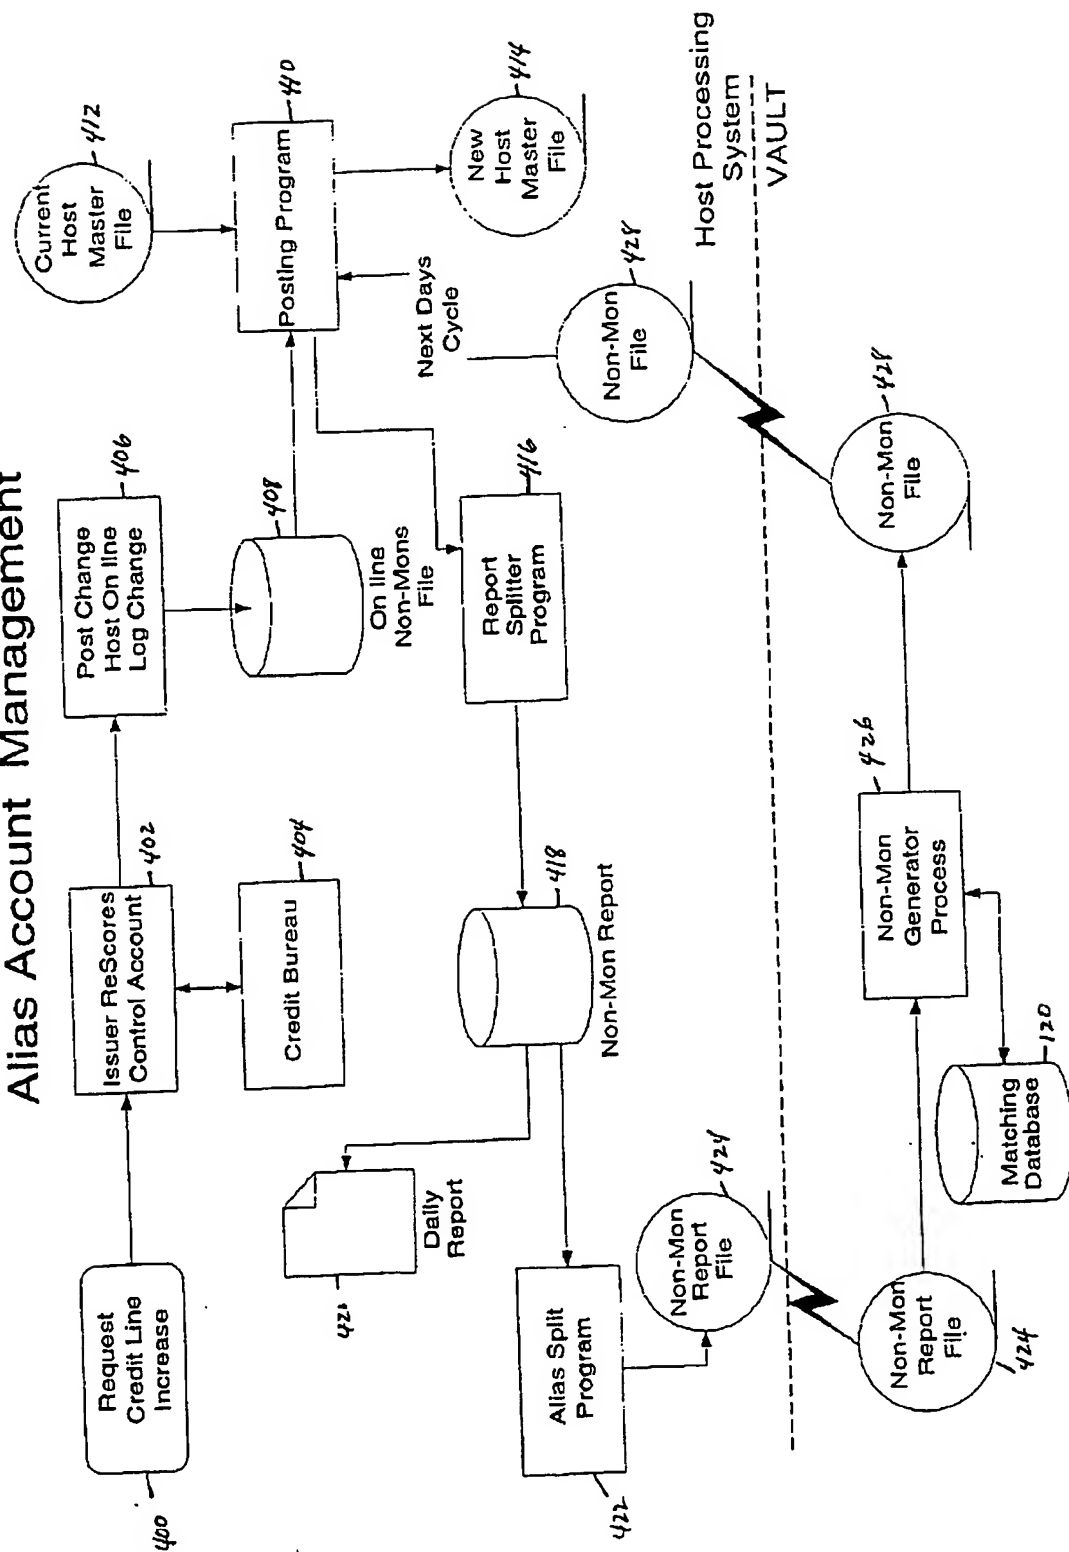 Alias Account Management
Request
Credit Line
Increase
400
Issuer ReScores
Control Account
402
Credit Bureau
404
Post Change
Host On line
Log Change
406
408
On line
Non-Mons
File
Current
Host
Master
File
412
Posting Program
410
New
Host
Master
File
414
Next Days
Cycle
Report
Splitter
Program
416
418
Non-Mon Report
Daily
Report
Alias Split
Program
422
Non-Mon
Report
File
424
Non-Mon
File
428
Host Processing
System
VAULT
Non-Mon
Report
File
424
Matching
Database
120
Non-Mon
Generator
Process
426
Non-Mon
File
428